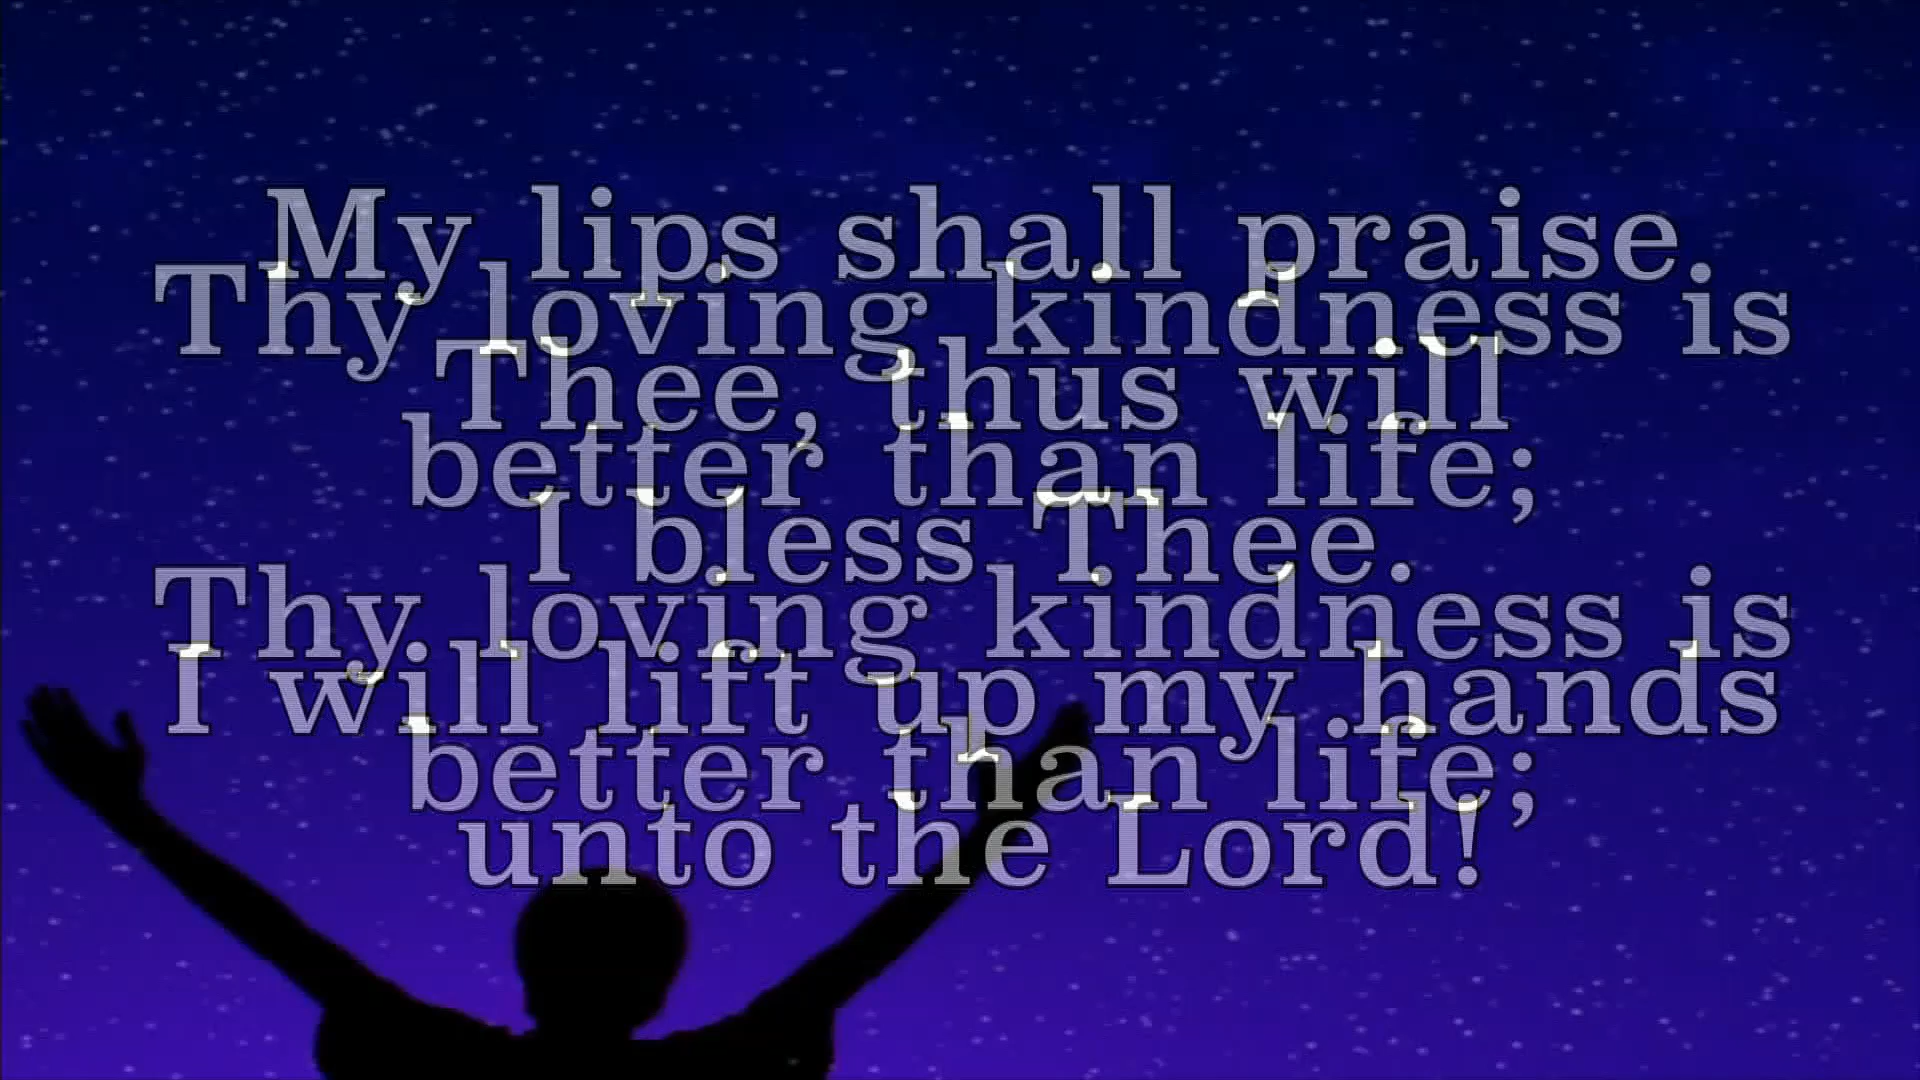 My lips shall praise
Thy loving kindness is
Thee, thus will
better than life;
I bless Thee.
Thy loving kindness is
I will lift up my hands
better than life;
unto the Lord!